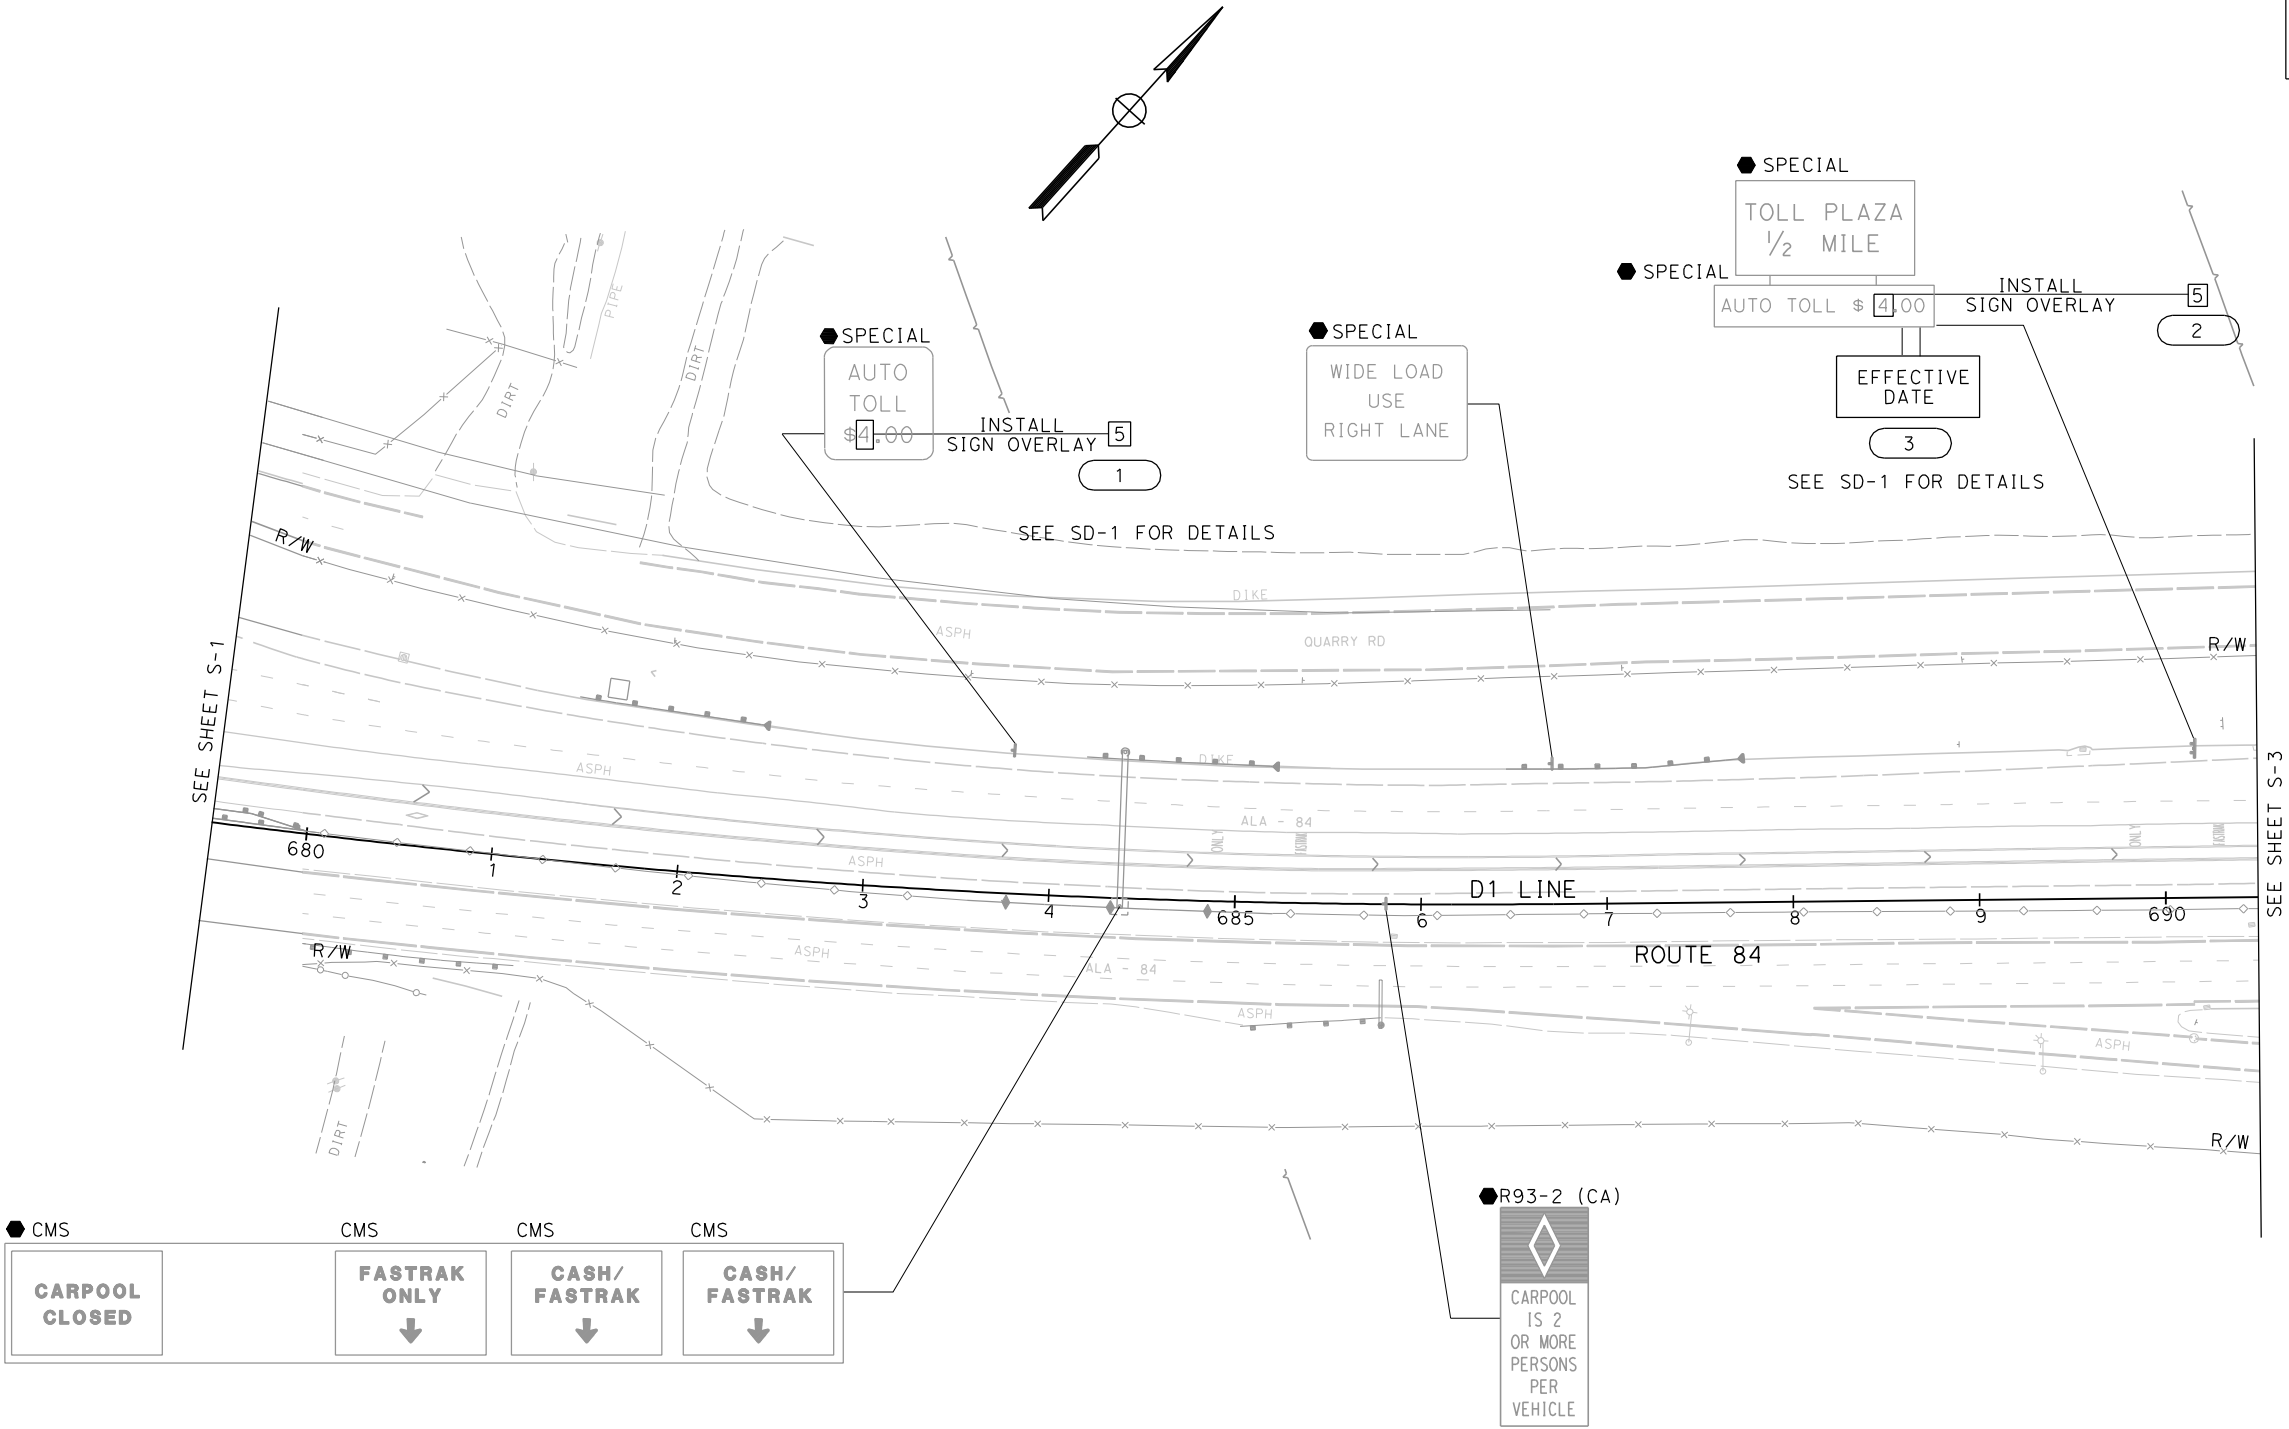 SPECIAL
TOLL PLAZA
1/2 MILE
SPECIAL
AUTO TOLL $ 4.00
INSTALL
SIGN OVERLAY
5
2
EFFECTIVE
DATE
3
SEE SD-1 FOR DETAILS
SPECIAL
AUTO
TOLL
$4.00
INSTALL
SIGN OVERLAY
5
1
SEE SD-1 FOR DETAILS
SPECIAL
WIDE LOAD
USE
RIGHT LANE
PIPE
DIRT
DIRT
R/W
DIKE
ASPH
QUARRY RD
R/W
SEE SHEET S-1
SEE SHEET S-3
ASPH
DIKE
ALA - 84
ONLY
FASTRAK
ONLY
FASTRAK
ASPH
680
1
2
3
4
685
6
7
8
9
690
D1 LINE
ROUTE 84
R/W
ASPH
ALA - 84
ASPH
ASPH
DIRT
R/W
CMS
CMS
CMS
CMS
CARPOOL
CLOSED
FASTRAK
ONLY
CASH/
FASTRAK
CASH/
FASTRAK
R93-2 (CA)
CARPOOL
IS 2
OR MORE
PERSONS
PER
VEHICLE